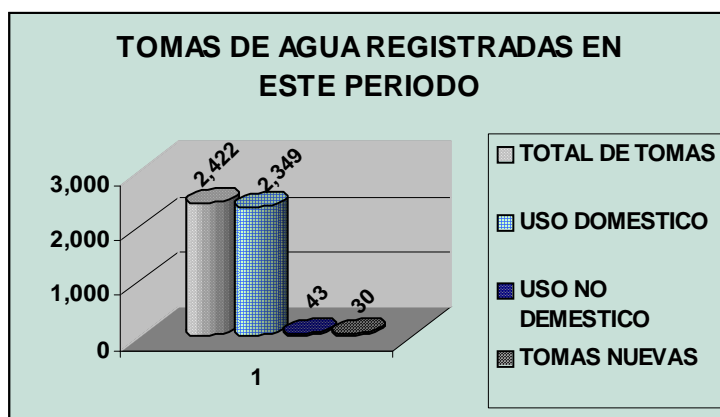 TOMAS DE AGUA REGISTRADAS EN
ESTE PERIODO
2,422
2,349
43
30
3,000
2,000
1,000
0
1
TOTAL DE TOMAS
USO DOMESTICO
USO NO
DEMESTICO
TOMAS NUEVAS